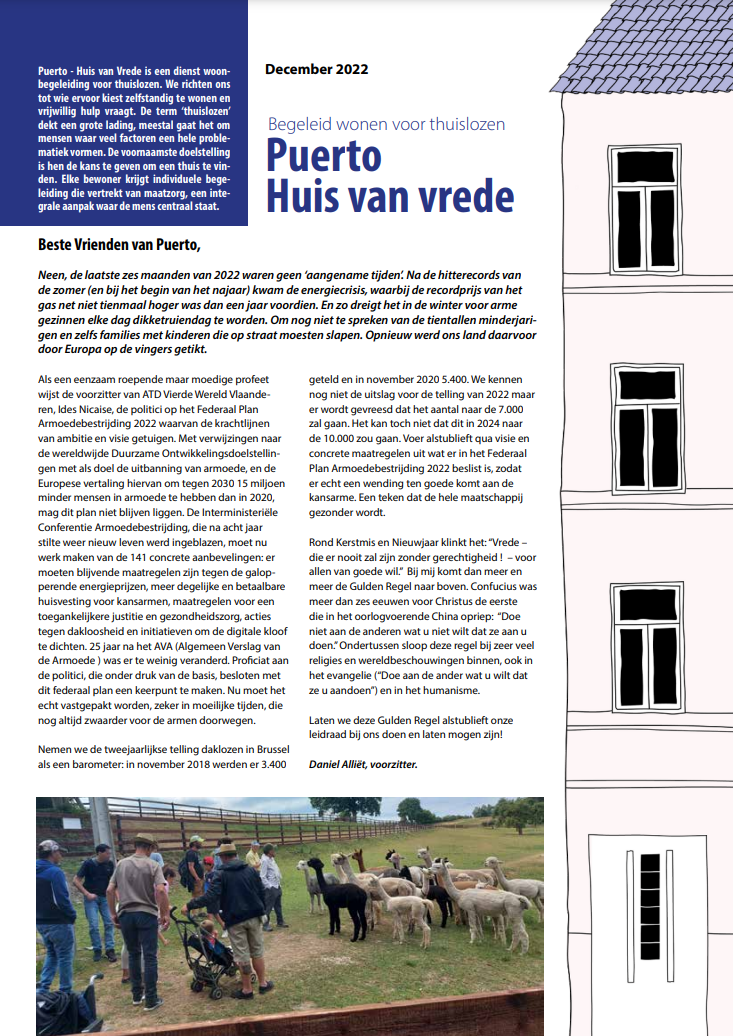 Puerto - Huis van Vrede is een dienst woon-
begeleiding voor thuislozen. We richten ons
tot wie ervoor kiest zelfstandig te wonen en
vrijwillig hulp vraagt. De term ‘thuislozen’
dekt een grote lading, meestal gaat het om
mensen waar veel factoren een hele proble-
matiek vormen. De voornaamste doelstelling
is hen de kans te geven om een thuis te vin-
den. Elke bewoner krijgt individuele bege-
leiding die vertrekt van maatzorg, een inte-
grale aanpak waar de mens centraal staat.
December 2022
Begeleid wonen voor thuislozen
Puerto
Huis van vrede
Beste Vrienden van Puerto,
Neen, de laatste zes maanden van 2022 waren geen ‘aangename tijden’. Na de hitterecords van
de zomer (en bij het begin van het najaar) kwam de energiecrisis, waarbij de recordprijs van het
gas net niet tienmaal hoger was dan een jaar voordien. En zo dreigt het in de winter voor arme
gezinnen elke dag dikketruiendag te worden. Om nog niet te spreken van de tientallen minderjari-
gen en zelfs families met kinderen die op straat moesten slapen. Opnieuw werd ons land daarvoor
door Europa op de vingers getikt.
Als een eenzaam roepende maar moedige profeet
wijst de voorzitter van ATD Vierde Wereld Vlaande-
ren, Ides Nicaise, de politici op het Federaal Plan
Armoedebestrijding 2022 waarvan de krachtlijnen
van ambitie en visie getuigen. Met verwijzingen naar
de wereldwijde Duurzame Ontwikkelingsdoelstellin-
gen met als doel de uitbanning van armoede, en de
Europese vertaling hiervan om tegen 2030 15 miljoen
minder mensen in armoede te hebben dan in 2020,
mag dit plan niet blijven liggen. De Interministeriële
Conferentie Armoedebestrijding, die na acht jaar
stilte weer nieuw leven werd ingeblazen, moet nu
werk maken van de 141 concrete aanbevelingen: er
moeten blijvende maatregelen zijn tegen de galop-
perende energieprijzen, meer degelijke en betaalbare
huisvesting voor kansarmen, maatregelen voor een
toegankelijkere justitie en gezondheidszorg, acties
tegen dakloosheid en initiatieven om de digitale kloof
te dichten. 25 jaar na het AVA (Algemeen Verslag van
de Armoede ) was er te weinig veranderd. Proficiat aan
de politici, die onder druk van de basis, besloten met
dit federaal plan een keerpunt te maken. Nu moet het
echt vastgepakt worden, zeker in moeilijke tijden, die
nog altijd zwaarder voor de armen doorwegen.
Nemen we de tweejaarlijkse telling daklozen in Brussel
als een barometer: in november 2018 werden er 3.400
geteld en in november 2020 5.400. We kennen
nog niet de uitslag voor de telling van 2022 maar
er wordt gevreesd dat het aantal naar de 7.000
zal gaan. Het kan toch niet dat dit in 2024 naar
de 10.000 zou gaan. Voer alstublieft qua visie en
concrete maatregelen uit wat er in het Federaal
Plan Armoedebestrijding 2022 beslist is, zodat
er echt een wending ten goede komt aan de
kansarme. Een teken dat de hele maatschappij
gezonder wordt.
Rond Kerstmis en Nieuwjaar klinkt het: “Vrede –
die er nooit zal zijn zonder gerechtigheid ! – voor
allen van goede wil.” Bij mij komt dan meer en
meer de Gulden Regel naar boven. Confucius was
meer dan zes eeuwen voor Christus de eerste
die in het oorlogvoerende China opriep: “Doe
niet aan de anderen wat u niet wilt dat ze aan u
doen.” Ondertussen sloop deze regel bij zeer veel
religies en wereldbeschouwingen binnen, ook in
het evangelie (“Doe aan de ander wat u wilt dat
ze u aandoen”) en in het humanisme.
Laten we deze Gulden Regel alstublieft onze
leidraad bij ons doen en laten mogen zijn!
Daniel Alliët, voorzitter.